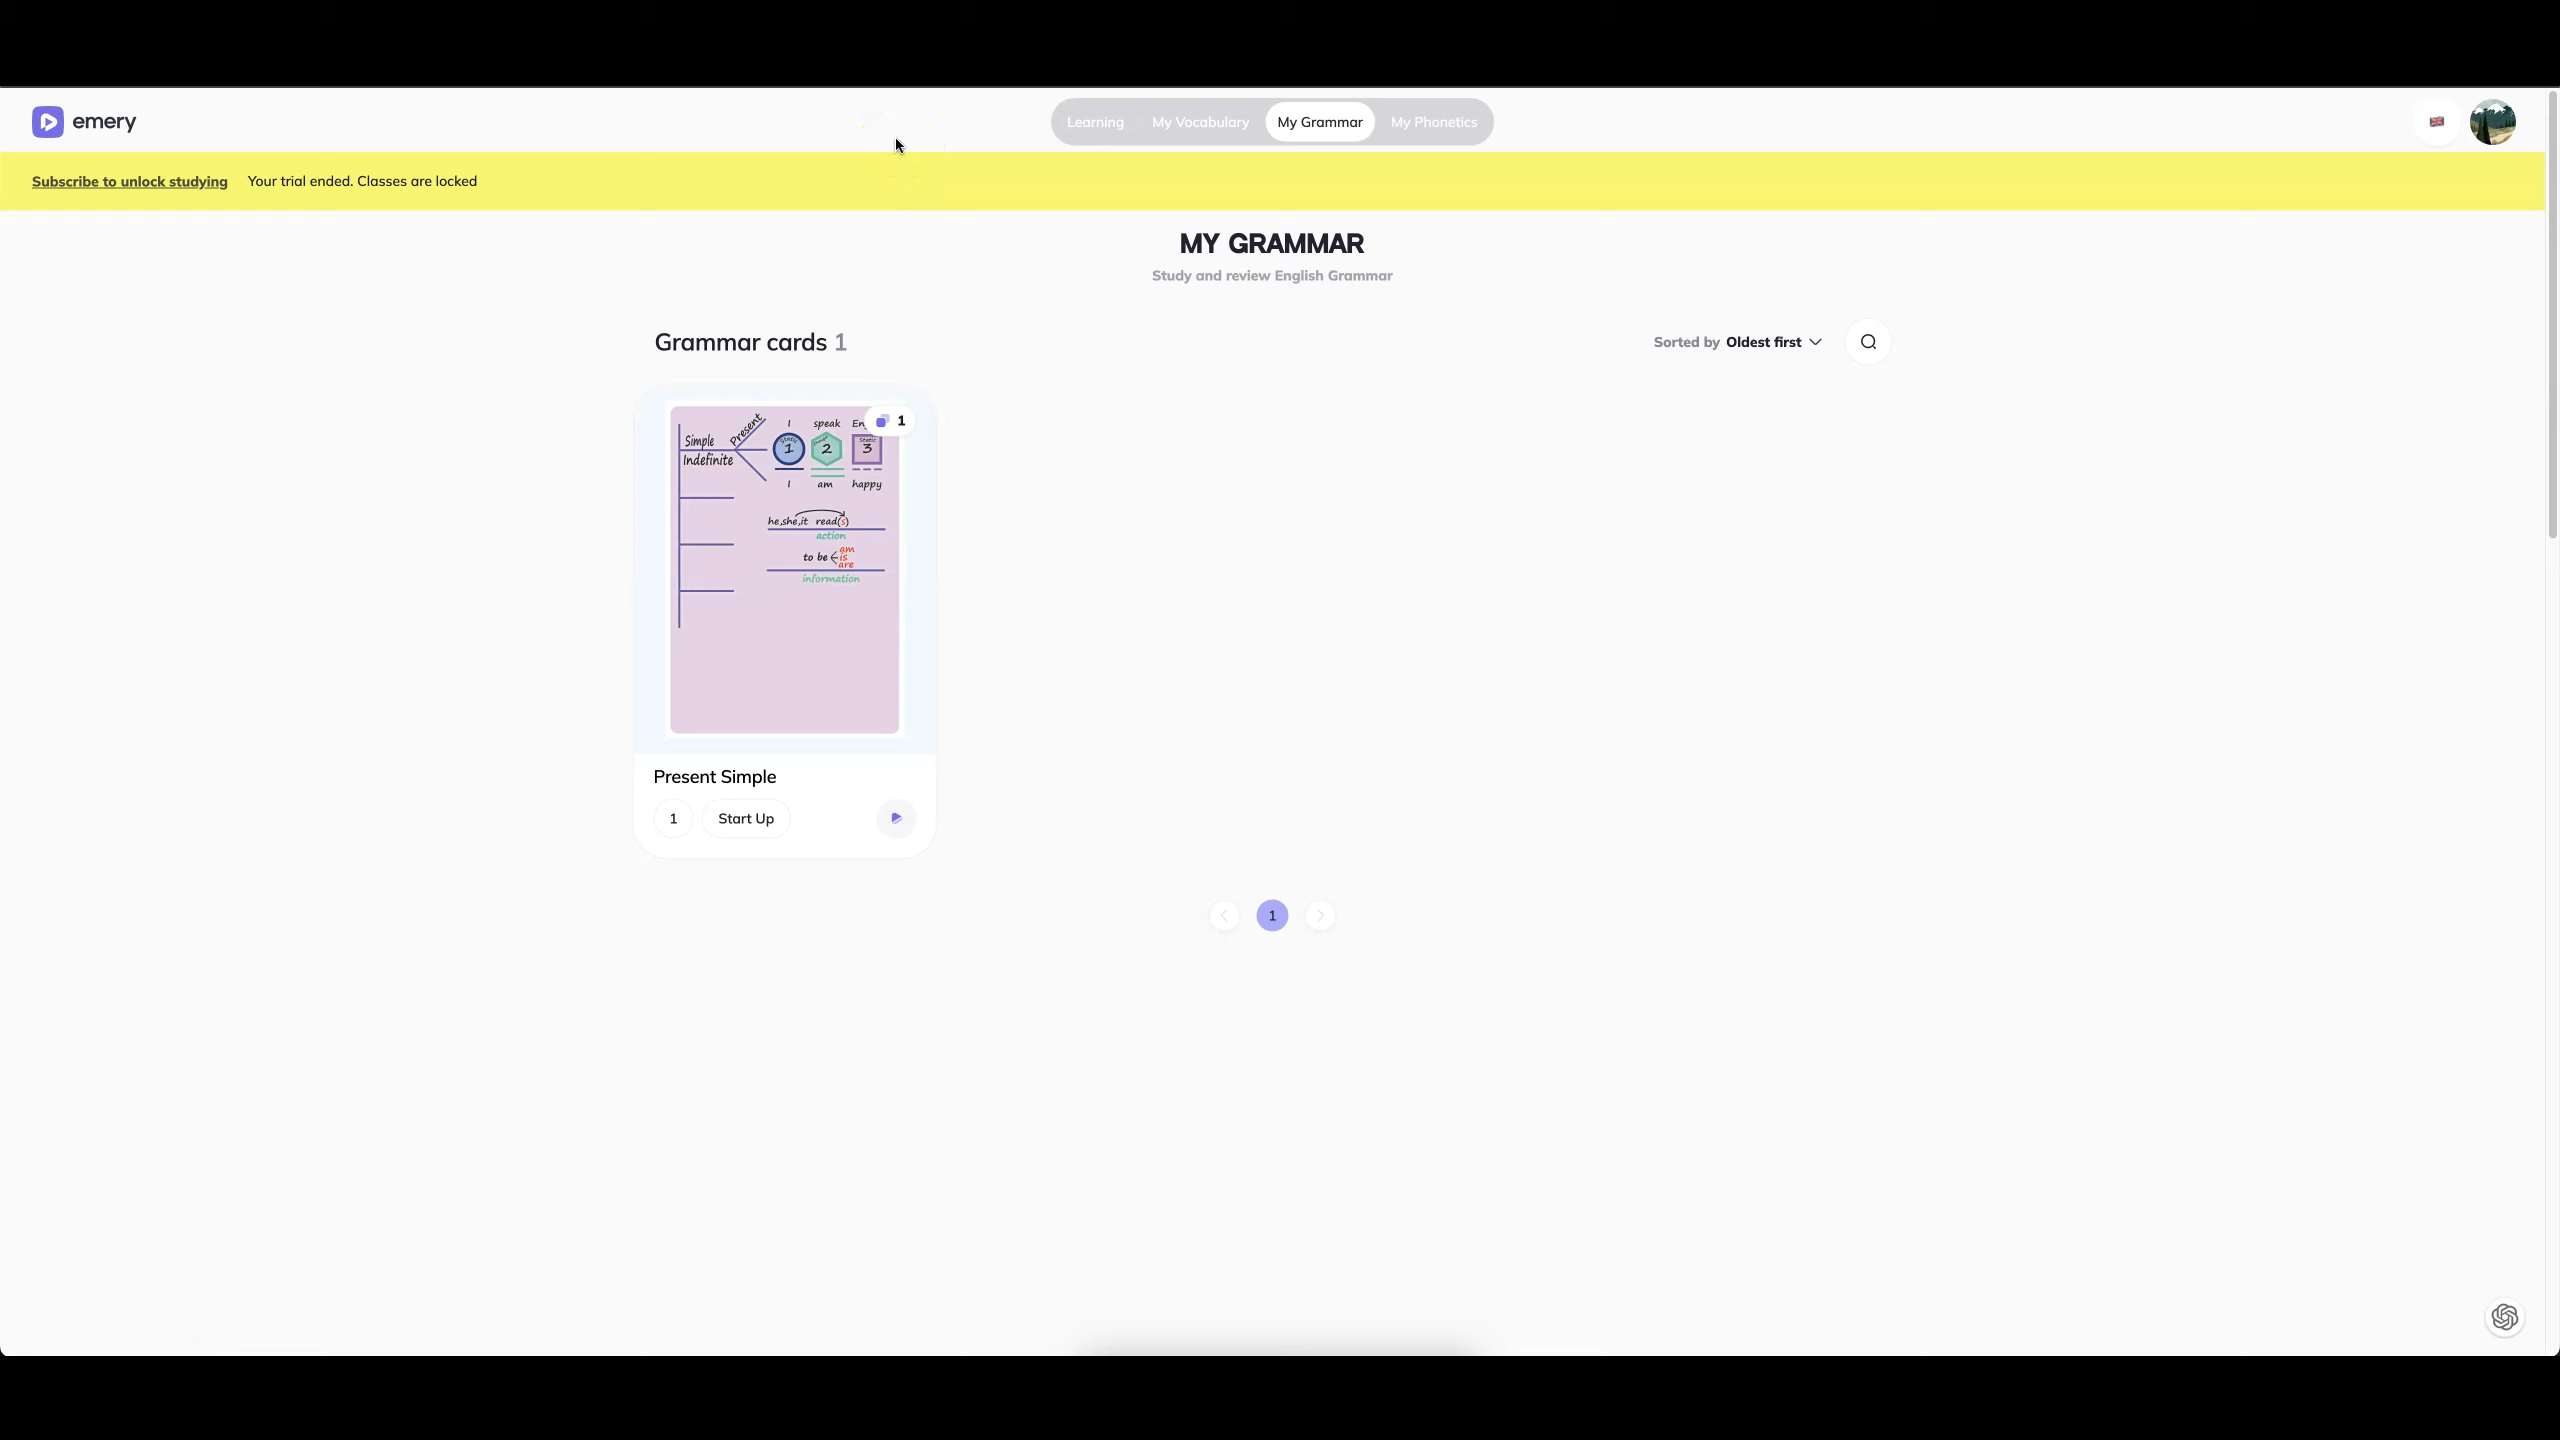 emery
Learning My Vocabulary My Grammar My Phonetics
Subscribe to unlock studying Your trial ended. Classes are locked
MY GRAMMAR
Study and review English Grammar
Grammar cards 1
Sorted by Oldest first
1
Present
I speak
Simple
Static 1 2 Static 3
Indefinite
I am happy
he,she,it read(s)
action
to be am
is
are
information
Present Simple
1 Start Up
1